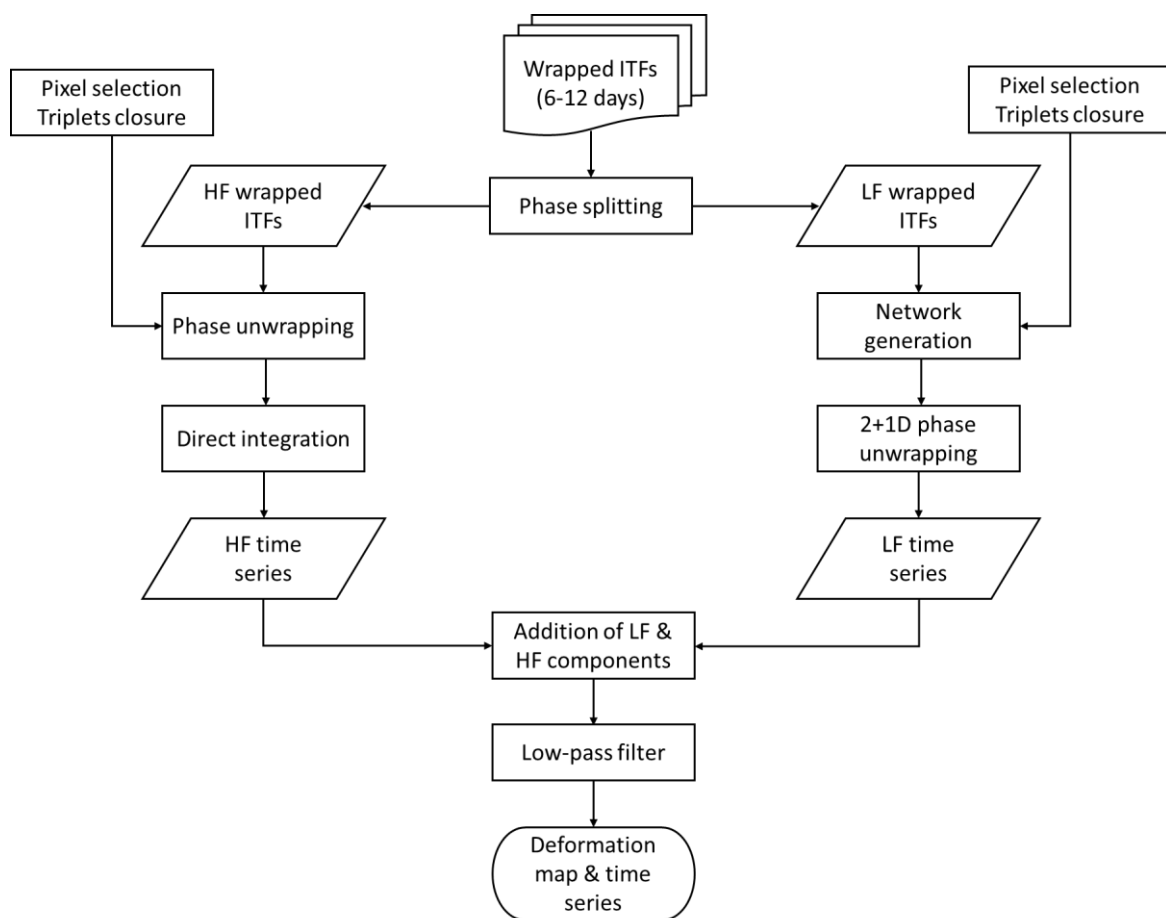 Wrapped ITFs
(6-12 days)
Pixel selection
Triplets closure
Pixel selection
Triplets closure
HF wrapped
ITFs
Phase splitting
LF wrapped
ITFs
Phase unwrapping
Network
generation
Direct integration
2+1D phase
unwrapping
HF time
series
LF time
series
Addition of LF &
HF components
Low-pass filter
Deformation
map & time
series